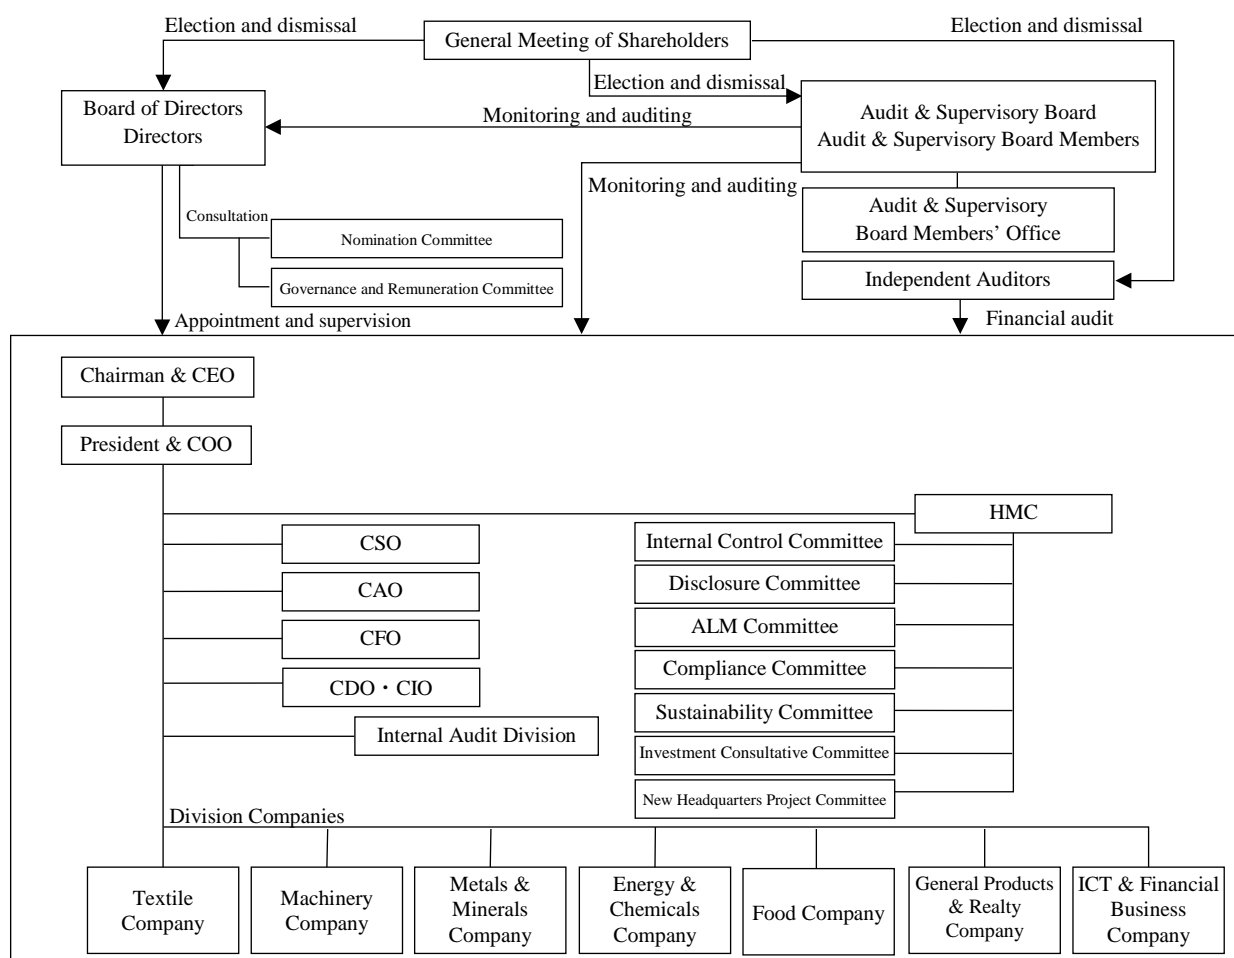 Election and dismissal
General Meeting of Shareholders
Election and dismissal
Election and dismissal
Board of Directors
Directors
Monitoring and auditing
Audit & Supervisory Board
Audit & Supervisory Board Members
Monitoring and auditing
Consultation
Nomination Committee
Audit & Supervisory
Board Members’ Office
Governance and Remuneration Committee
Independent Auditors
Appointment and supervision
Financial audit
Chairman & CEO
President & COO
HMC
CSO
CAO
CFO
CDO・CIO
Internal Audit Division
Internal Control Committee
Disclosure Committee
ALM Committee
Compliance Committee
Sustainability Committee
Investment Consultative Committee
New Headquarters Project Committee
Division Companies
Textile
Company
Machinery
Company
Metals &
Minerals
Company
Energy &
Chemicals
Company
Food Company
General Products
& Realty
Company
ICT & Financial
Business
Company